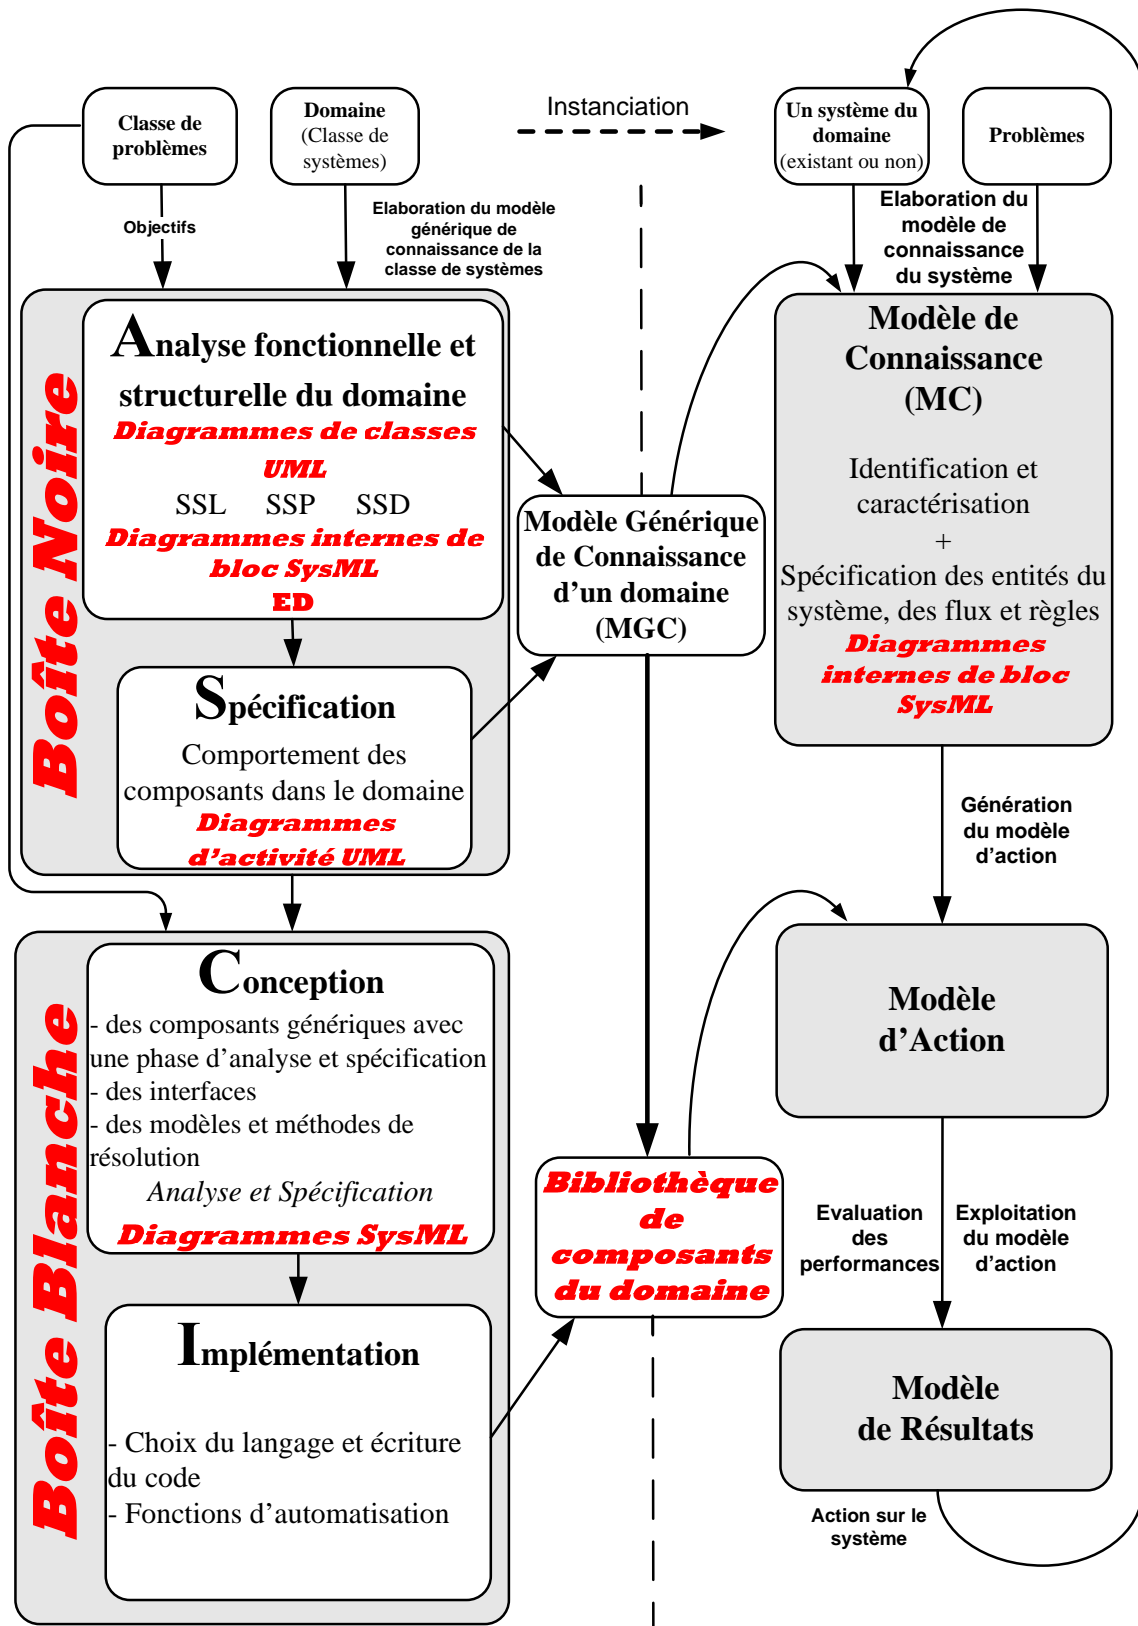 Classe de
problèmes
Domaine
(Classe de
systèmes)
Instanciation
Un système du
domaine
(existant ou non)
Problèmes
Objectifs
Elaboration du modèle
générique de
connaissance de la
classe de systèmes
Elaboration du
modèle de
connaissance
du système
Boîte Noire
Analyse fonctionnelle et
structurelle du domaine
Diagrammes de classes
UML
SSL SSP SSD
Diagrammes internes de
bloc SysML
ED
Spécification
Comportement des
composants dans le domaine
Diagrammes
d'activité UML
Modèle Générique
de Connaissance
d'un domaine
(MGC)
Modèle de
Connaissance
(MC)
Identification et
caractérisation
+
Spécification des entités du
système, des flux et règles
Diagrammes
internes de bloc
SysML
Génération
du modèle
d'action
Boîte Blanche
Conception
- des composants génériques avec
une phase d'analyse et spécification
- des interfaces
- des modèles et méthodes de
résolution
Analyse et Spécification
Diagrammes SysML
Implémentation
- Choix du langage et écriture
du code
- Fonctions d'automatisation
Bibliothèque
de
composants
du domaine
Modèle
d'Action
Evaluation
des
performances
Exploitation
du modèle
d'action
Modèle
de Résultats
Action sur le
système